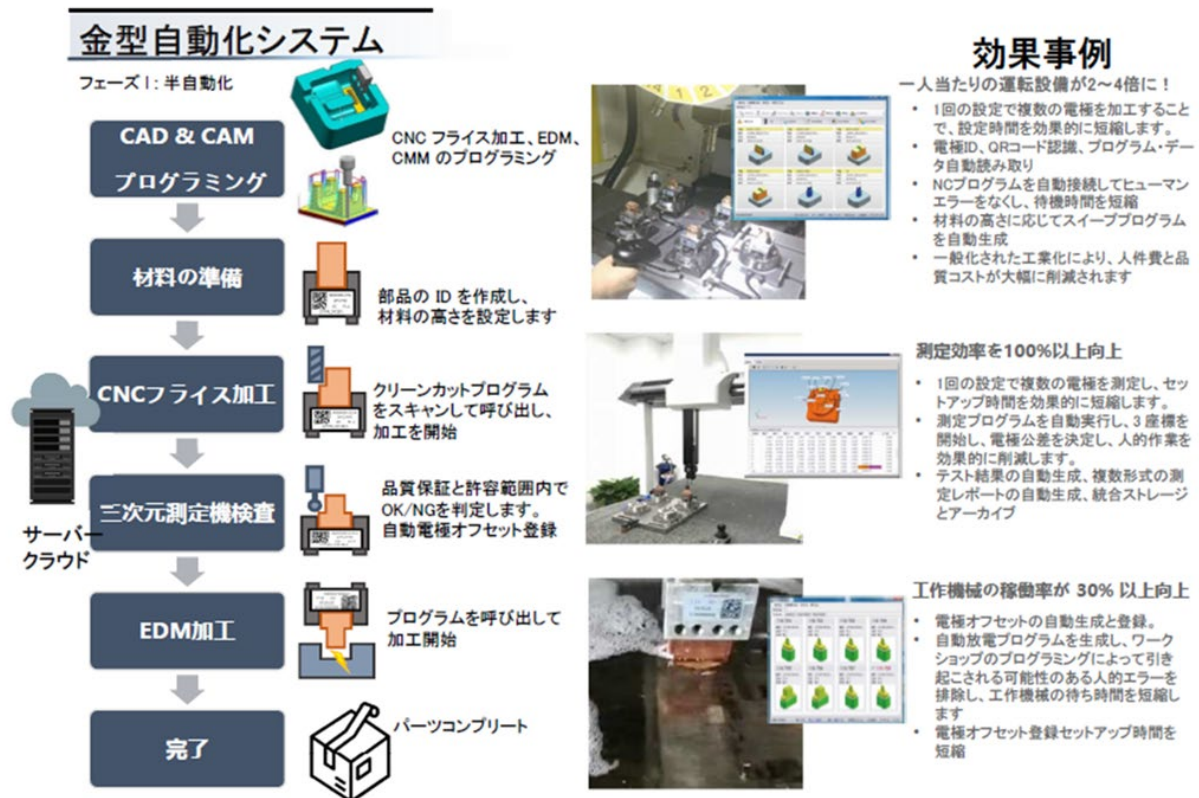 金型自動化システム
フェーズⅠ: 半自動化
CAD & CAM
プログラミング
CNC フライス加工、EDM、
CMM のプログラミング
材料の準備
部品の ID を作成し、
材料の高さを設定します
CNCフライス加工
クリーンカットプログラム
をスキャンして呼び出し、
加工を開始
サーバー
クラウド
三次元測定機検査
品質保証と許容範囲内で
OK/NGを判定します。
自動電極オフセット登録
EDM加工
プログラムを呼び出して
加工開始
完了
パーツコンプリート
効果事例
一人当たりの運転設備が2～4倍に！
• 1回の設定で複数の電極を加工すること
で、設定時間を効果的に短縮します。
• 電極ID、QRコード認識、プログラム・デー
タ自動読み取り
• NCプログラムを自動接続してヒューマン
エラーをなくし、待機時間を短縮
• 材料の高さに応じてスイーププログラム
を自動生成
• 一般化された工業化により、人件費と品
質コストが大幅に削減されます
測定効率を100%以上向上
• 1回の設定で複数の電極を測定し、セッ
トアップ時間を効果的に短縮します。
• 測定プログラムを自動実行し、3 座標を
開始し、電極公差を決定し、人的作業を
効果的に削減します。
• テスト結果の自動生成、複数形式の測
定レポートの自動生成、統合ストレージ
とアーカイブ
工作機械の稼働率が 30% 以上向上
• 電極オフセットの自動生成と登録。
• 自動放電プログラムを生成し、ワーク
ショップのプログラミングによって引き
起こされる可能性のある人的エラーを
排除し、工作機械の待ち時間を短縮し
ます
• 電極オフセット登録セットアップ時間を
短縮